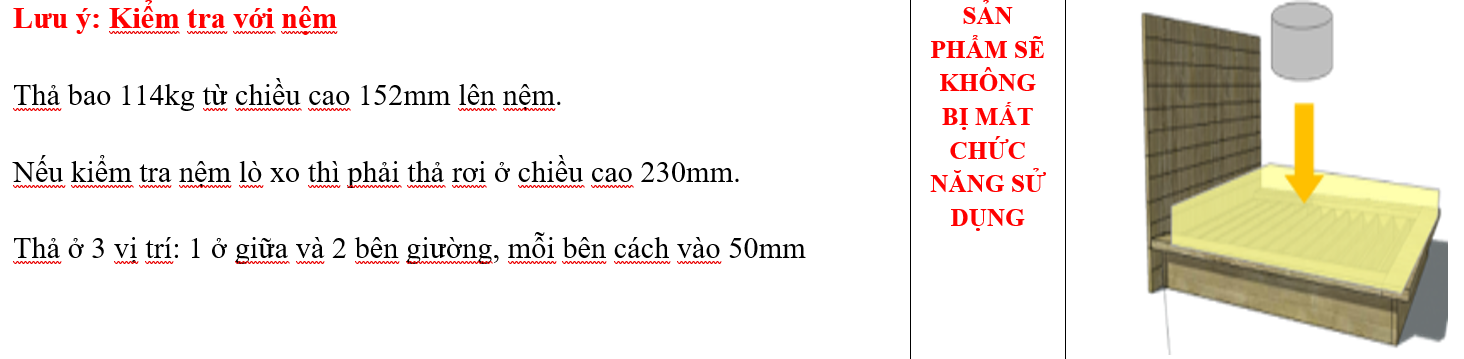 Lưu ý: Kiểm tra với nệm
Thả bao 114kg từ chiều cao 152mm lên nệm.
Nếu kiểm tra nệm lò xo thì phải thả rơi ở chiều cao 230mm.
Thả ở 3 vị trí: 1 ở giữa và 2 bên giường, mỗi bên cách vào 50mm
SẢN
PHẨM SẼ
KHÔNG
BỊ MẤT
CHỨC
NĂNG SỬ
DỤNG